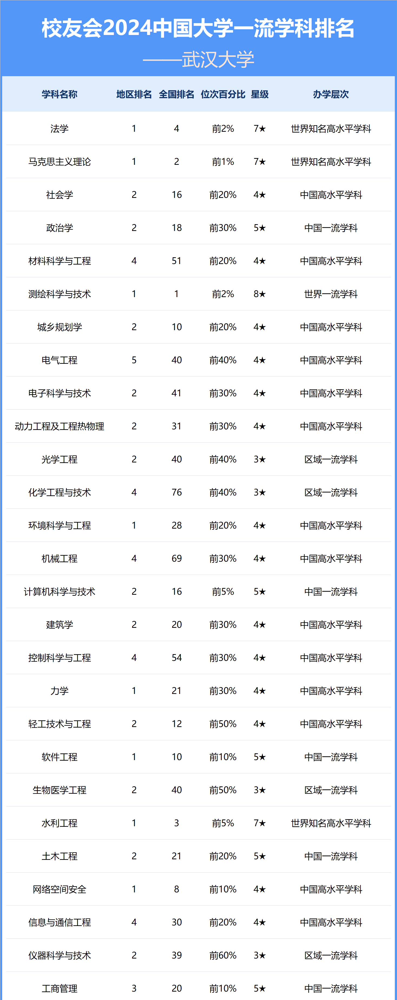 校友会2024中国大学一流学科排名
——武汉大学
学科名称 地区排名 全国排名 位次百分比 星级 办学层次
法学 1 4 前2% 7★ 世界知名高水平学科
马克思主义理论 1 2 前1% 7★ 世界知名高水平学科
社会学 2 16 前20% 4★ 中国高水平学科
政治学 2 18 前30% 5★ 中国一流学科
材料科学与工程 4 51 前20% 4★ 中国高水平学科
测绘科学与技术 1 1 前2% 8★ 世界一流学科
城乡规划学 2 10 前20% 4★ 中国高水平学科
电气工程 5 40 前40% 4★ 中国高水平学科
电子科学与技术 2 41 前30% 4★ 中国高水平学科
动力工程及工程热物理 2 31 前30% 4★ 中国高水平学科
光学工程 2 40 前40% 3★ 区域一流学科
化学工程与技术 4 76 前40% 3★ 区域一流学科
环境科学与工程 1 28 前20% 4★ 中国高水平学科
机械工程 4 69 前30% 4★ 中国高水平学科
计算机科学与技术 2 16 前5% 5★ 中国一流学科
建筑学 2 20 前30% 4★ 中国高水平学科
控制科学与工程 4 54 前30% 4★ 中国高水平学科
力学 1 21 前30% 4★ 中国高水平学科
轻工技术与工程 2 12 前50% 4★ 中国高水平学科
软件工程 1 10 前10% 5★ 中国一流学科
生物医学工程 2 40 前50% 3★ 区域一流学科
水利工程 1 3 前5% 7★ 世界知名高水平学科
土木工程 2 21 前20% 5★ 中国一流学科
网络空间安全 1 8 前10% 4★ 中国高水平学科
信息与通信工程 4 30 前20% 4★ 中国高水平学科
仪器科学与技术 2 39 前60% 3★ 区域一流学科
工商管理 3 20 前10% 5★ 中国一流学科